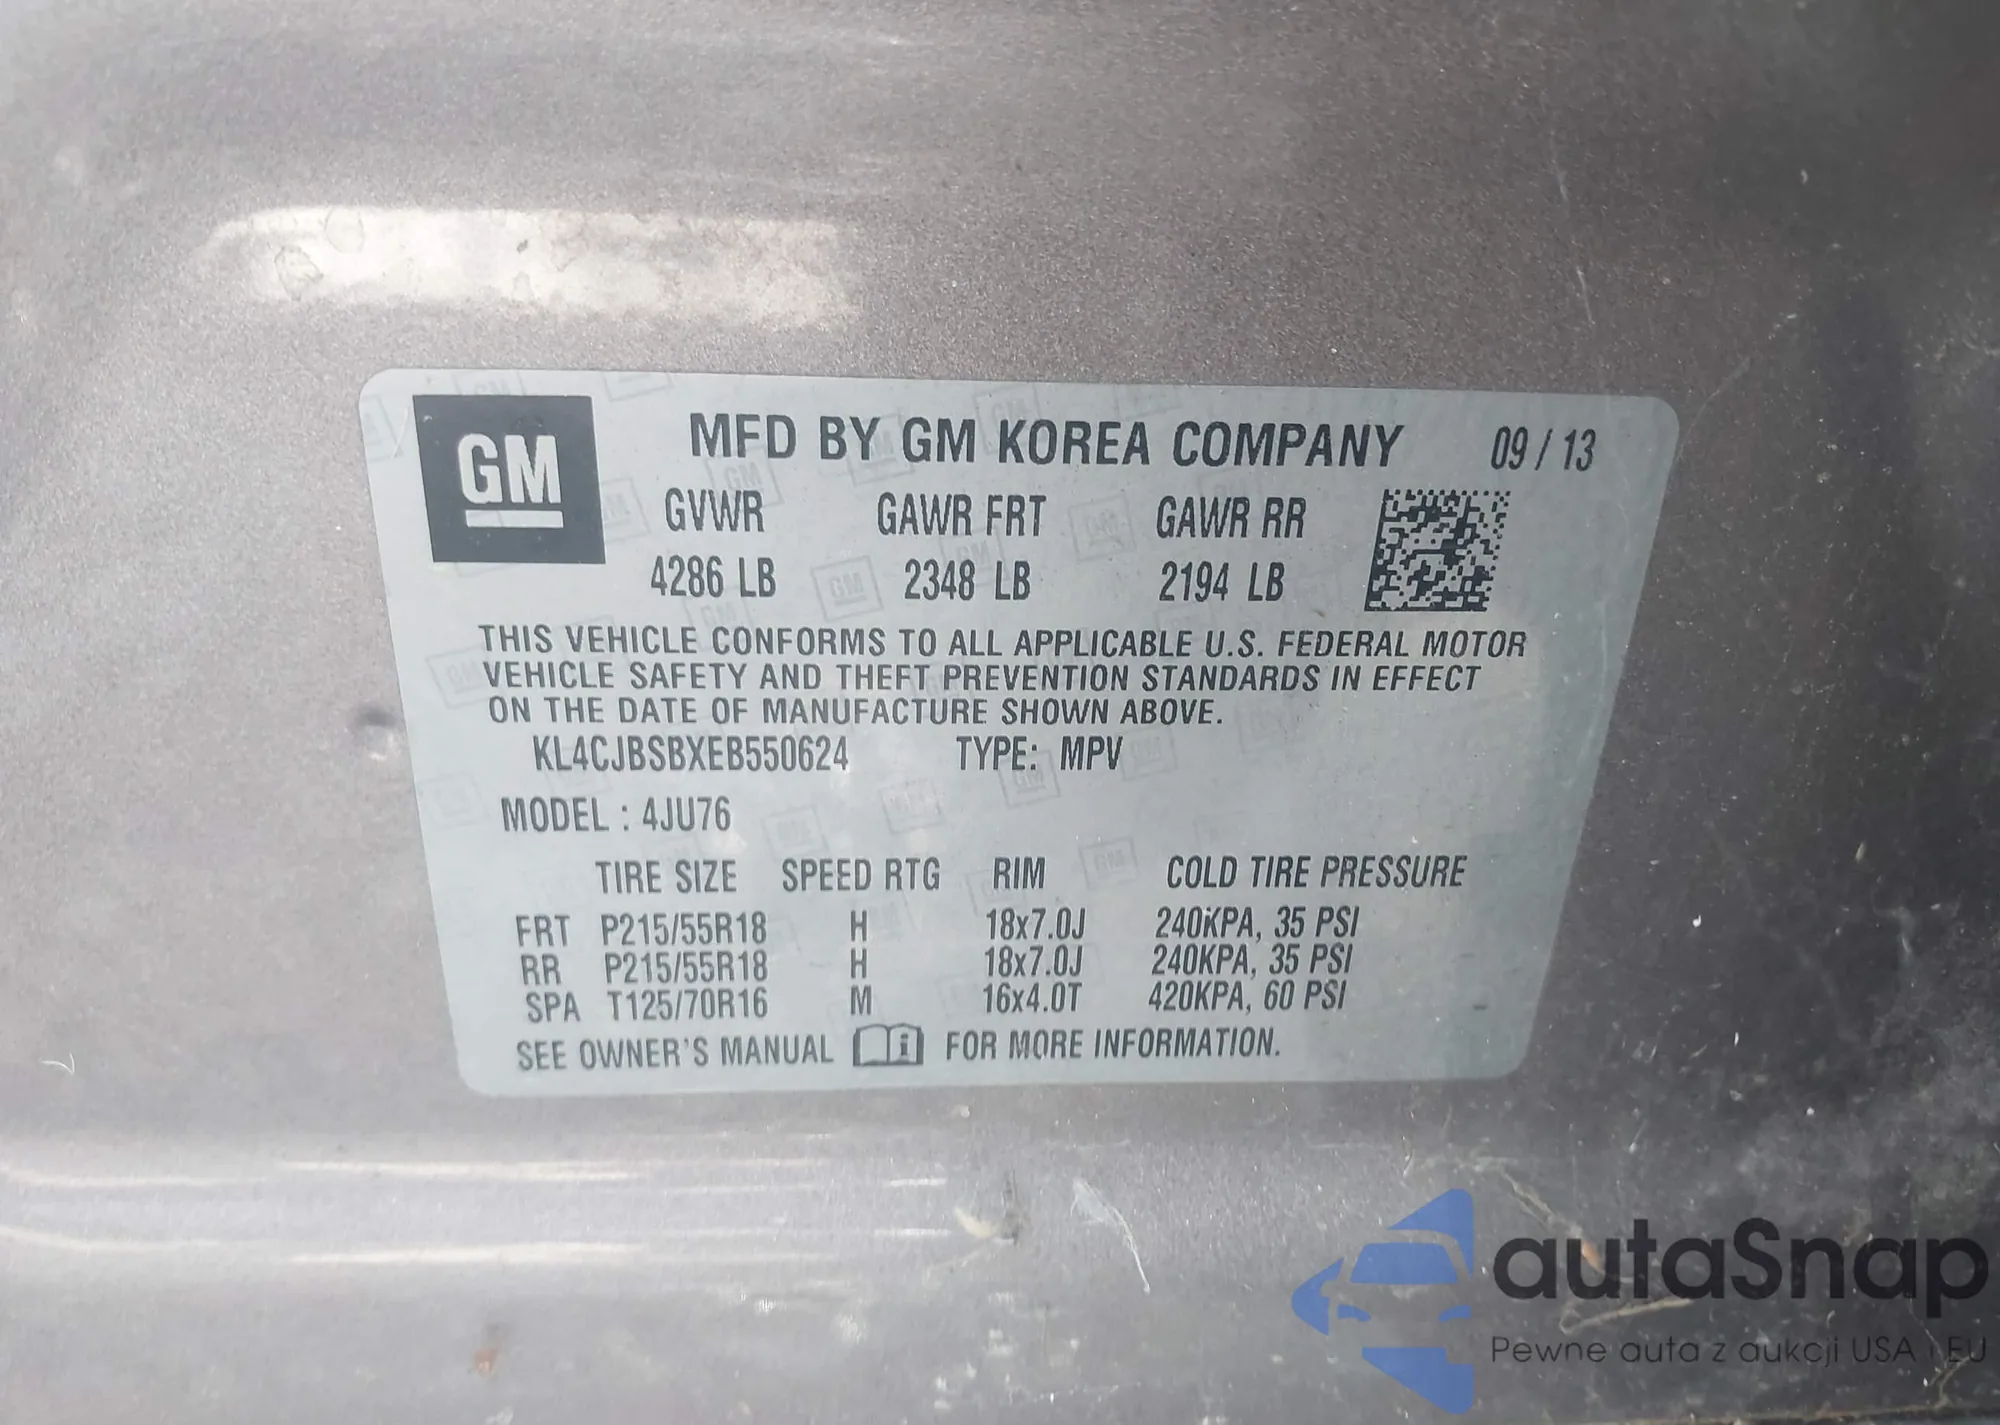 GM
MFD BY GM KOREA COMPANY 09 / 13
GVWR GAWR FRT GAWR RR
4286 LB 2348 LB 2194 LB
THIS VEHICLE CONFORMS TO ALL APPLICABLE U.S. FEDERAL MOTOR
VEHICLE SAFETY AND THEFT PREVENTION STANDARDS IN EFFECT
ON THE DATE OF MANUFACTURE SHOWN ABOVE.
KL4CJBSBXEB550624 TYPE: MPV
MODEL : 4JU76
TIRE SIZE SPEED RTG RIM COLD TIRE PRESSURE
FRT P215/55R18 H 18x7.0J 240KPA, 35 PSI
RR P215/55R18 H 18x7.0J 240KPA, 35 PSI
SPA T125/70R16 M 16x4.0T 420KPA, 60 PSI
SEE OWNER'S MANUAL i FOR MORE INFORMATION.
autaSnap
Pewne auta z aukcji USA i EU